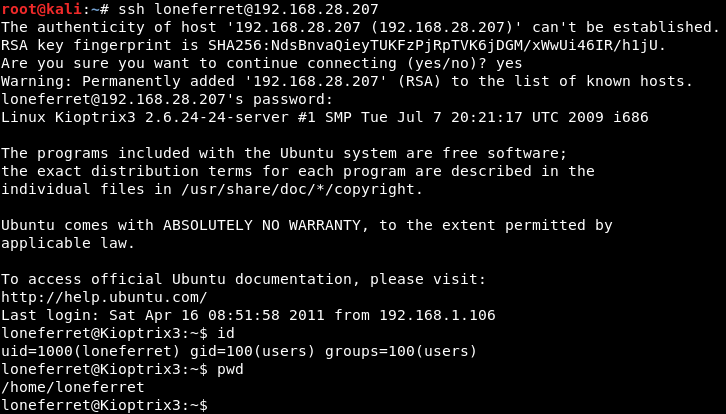 root@kali:~# ssh loneferret@192.168.28.207
The authenticity of host '192.168.28.207 (192.168.28.207)' can't be established.
RSA key fingerprint is SHA256:NdsBnvaQieyTUKFzPjRpTVK6jDGM/xWwUi46IR/h1jU.
Are you sure you want to continue connecting (yes/no)? yes
Warning: Permanently added '192.168.28.207' (RSA) to the list of known hosts.
loneferret@192.168.28.207's password:
Linux Kioptrix3 2.6.24-24-server #1 SMP Tue Jul 7 20:21:17 UTC 2009 i686

The programs included with the Ubuntu system are free software;
the exact distribution terms for each program are described in the
individual files in /usr/share/doc/*/copyright.

Ubuntu comes with ABSOLUTELY NO WARRANTY, to the extent permitted by
applicable law.

To access official Ubuntu documentation, please visit:
http://help.ubuntu.com/
Last login: Sat Apr 16 08:51:58 2011 from 192.168.1.106
loneferret@Kioptrix3:~$ id
uid=1000(loneferret) gid=100(users) groups=100(users)
loneferret@Kioptrix3:~$ pwd
/home/loneferret
loneferret@Kioptrix3:~$